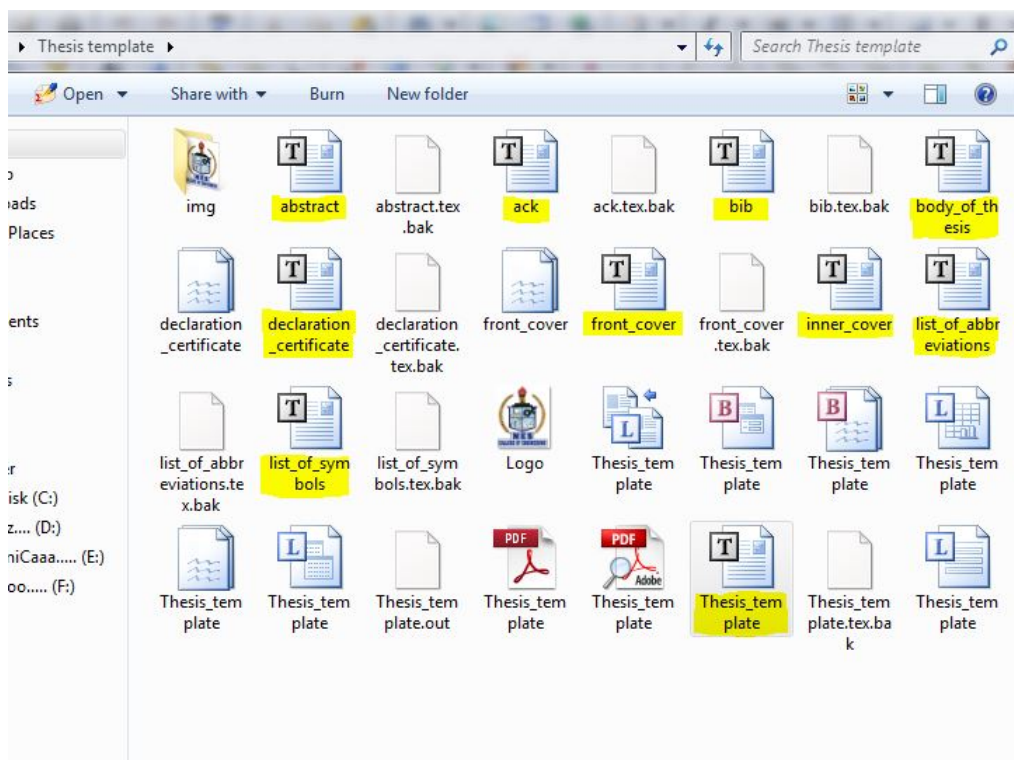 Thesis template
Search Thesis template
Open
Share with
Burn
New folder
img
abstract
abstract.tex
.bak
ack
ack.tex.bak
bib
bib.tex.bak
body_of_th
esis
declaration
_certificate
declaration
_certificate
declaration
_certificate.
tex.bak
front_cover
front_cover
front_cover
.tex.bak
inner_cover
list_of_abbr
eviations
list_of_abbr
eviations.te
x.bak
list_of_sym
bols
list_of_sym
bols.tex.bak
Logo
Thesis_tem
plate
Thesis_tem
plate
Thesis_tem
plate
Thesis_tem
plate
Thesis_tem
plate
Thesis_tem
plate
Thesis_tem
plate.out
Thesis_tem
plate
Thesis_tem
plate
Thesis_tem
plate
Thesis_tem
plate.tex.ba
k
Thesis_tem
plate
oads
Places
ents
s
er
isk (C:)
z.... (D:)
niCaaa..... (E:)
oo..... (F:)
T
T
T
T
T
T
T
T
T
L
B
B
L
L
PDF
PDF
Adobe
T
L